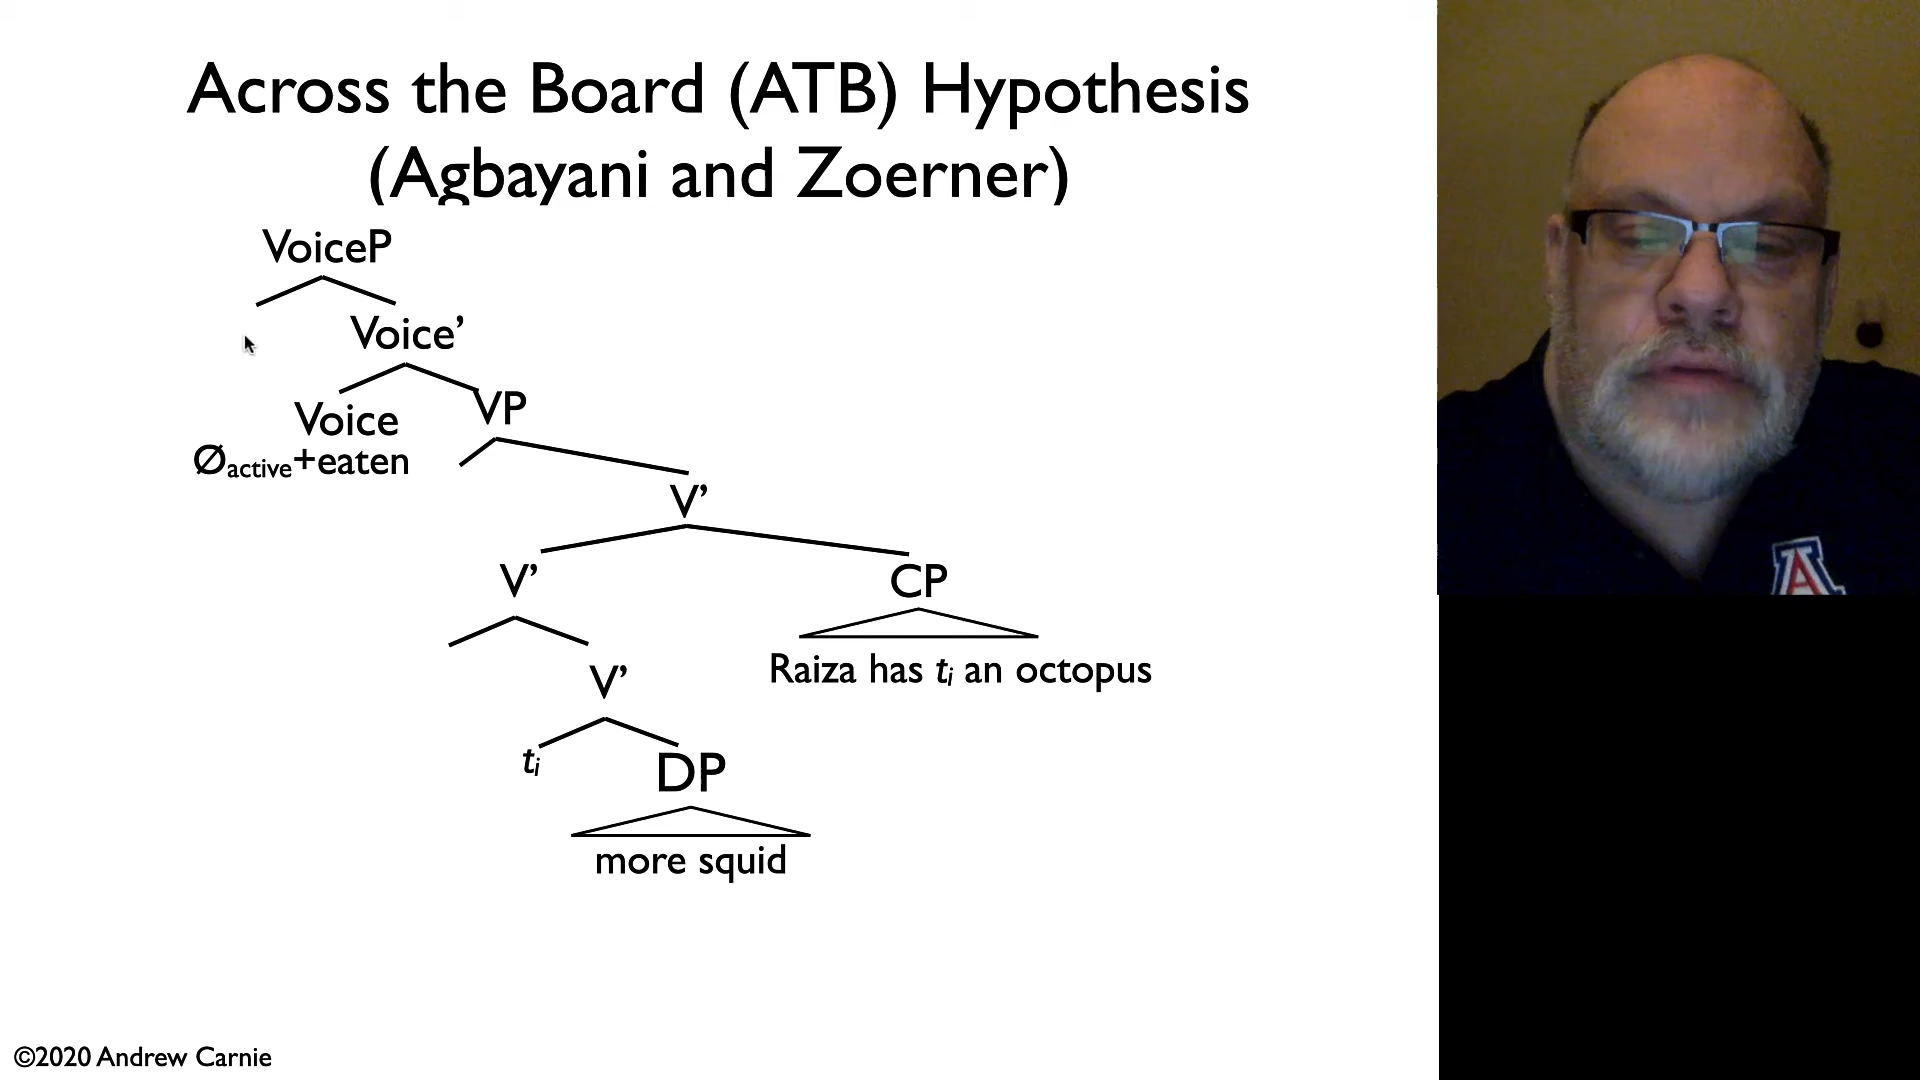 Across the Board (ATB) Hypothesis
(Agbayani and Zoerner)
VoiceP
Voice’
Voice VP
Øactive+eaten
V’
V’ CP
Raiza has ti an octopus
V’
ti DP
more squid
A
©2020 Andrew Carnie